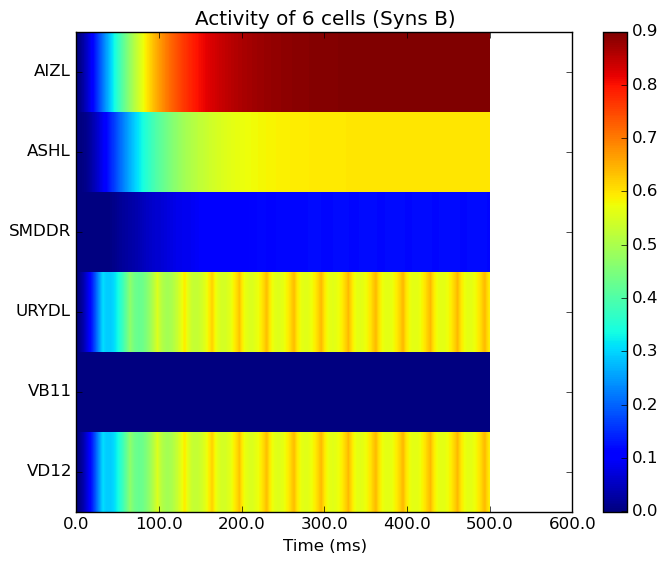 Activity of 6 cells (Syns B)
AIZL
ASHL
SMDDR
URYDL
VB11
VD12
0.0 100.0 200.0 300.0 400.0 500.0 600.0
Time (ms)
0.9
0.8
0.7
0.6
0.5
0.4
0.3
0.2
0.1
0.0